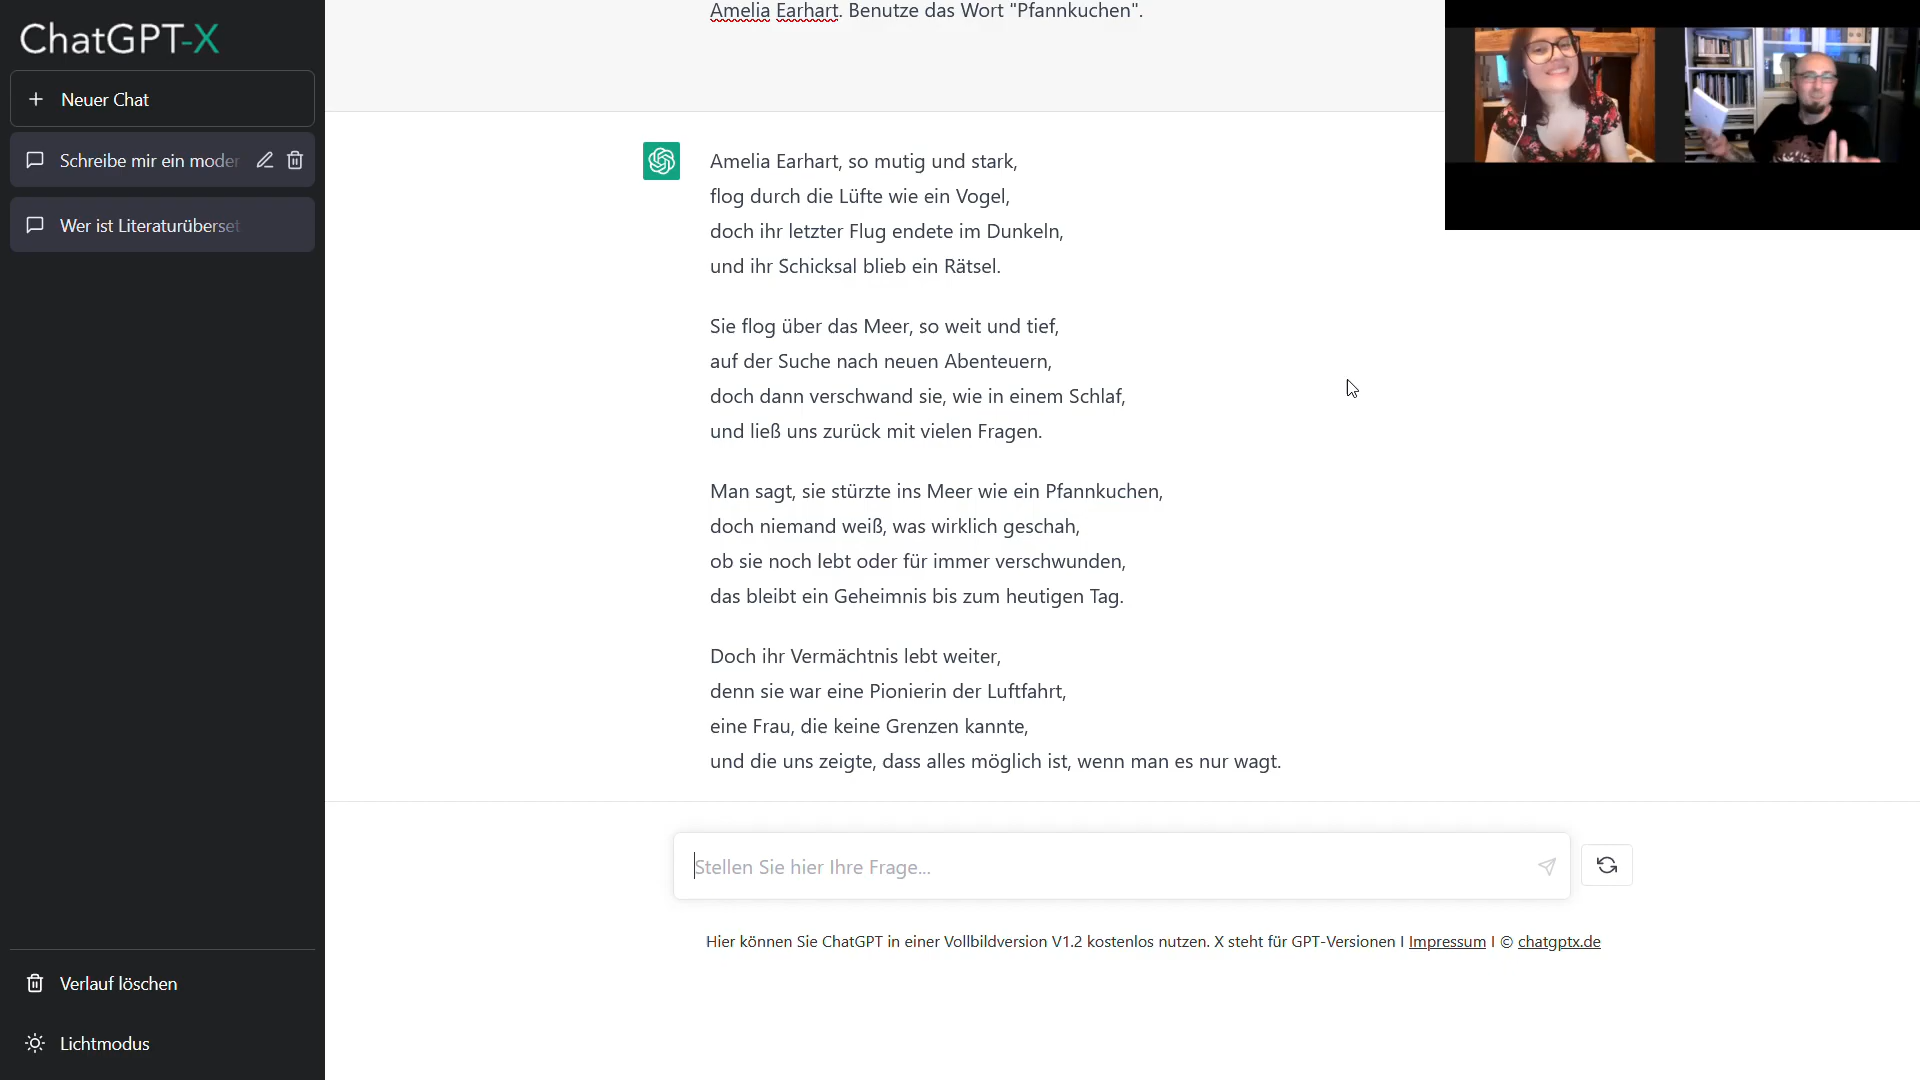 ChatGPT-X
Neuer Chat
Schreibe mir ein moder
Wer ist Literaturüberset
Verlauf löschen
Lichtmodus
Amelia Earhart. Benutze das Wort "Pfannkuchen".
Amelia Earhart, so mutig und stark,
flog durch die Lüfte wie ein Vogel,
doch ihr letzter Flug endete im Dunkeln,
und ihr Schicksal blieb ein Rätsel.
Sie flog über das Meer, so weit und tief,
auf der Suche nach neuen Abenteuern,
doch dann verschwand sie, wie in einem Schlaf,
und ließ uns zurück mit vielen Fragen.
Man sagt, sie stürzte ins Meer wie ein Pfannkuchen,
doch niemand weiß, was wirklich geschah,
ob sie noch lebt oder für immer verschwunden,
das bleibt ein Geheimnis bis zum heutigen Tag.
Doch ihr Vermächtnis lebt weiter,
denn sie war eine Pionierin der Luftfahrt,
eine Frau, die keine Grenzen kannte,
und die uns zeigte, dass alles möglich ist, wenn man es nur wagt.
Stellen Sie hier Ihre Frage...
Hier können Sie ChatGPT in einer Vollbildversion V1.2 kostenlos nutzen. X steht für GPT-Versionen I Impressum I © chatgptx.de